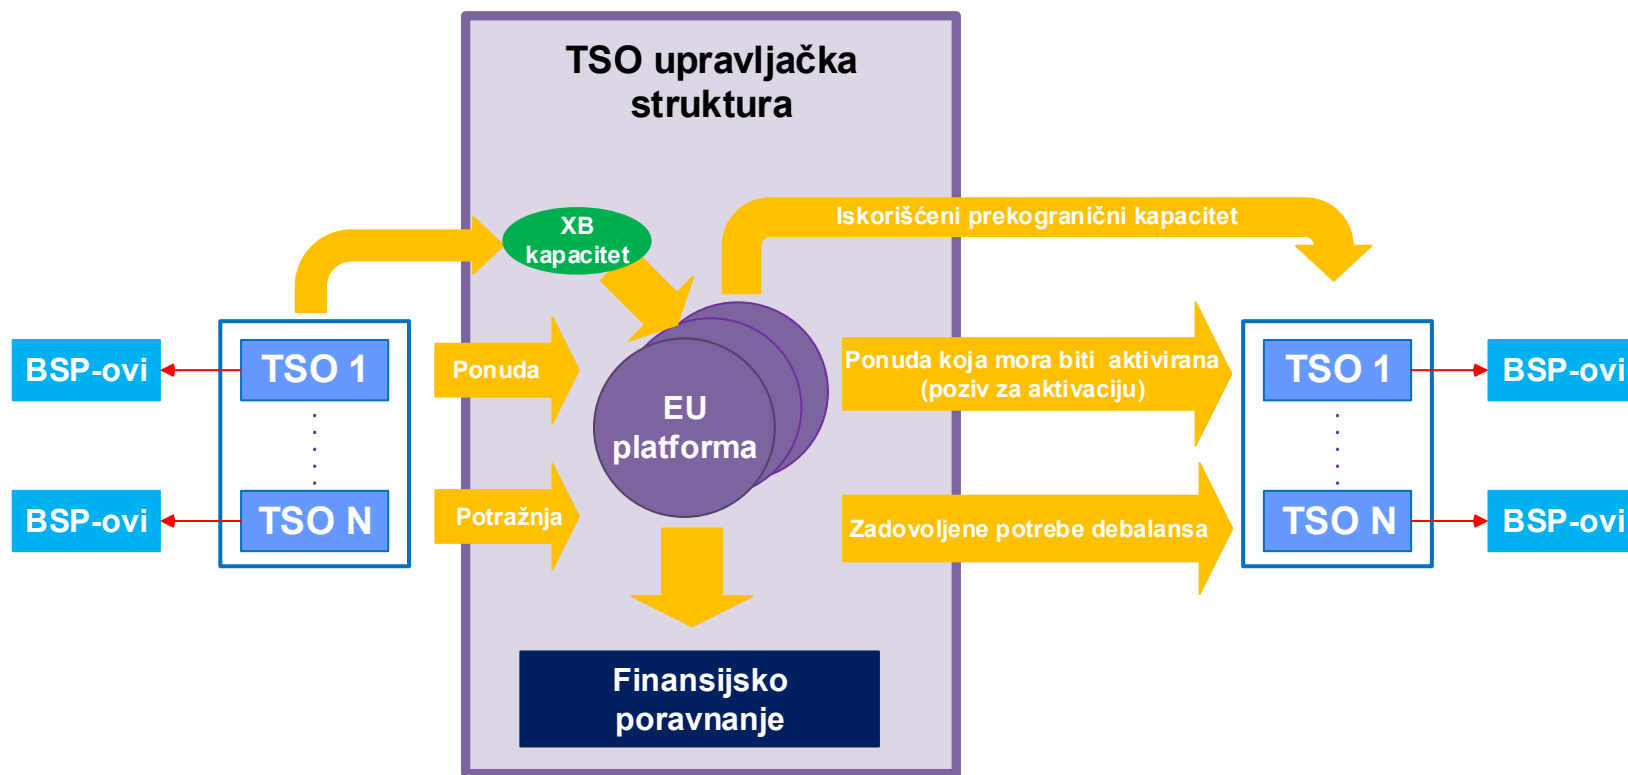 TSO upravljačka
struktura
XB
kapacitet
Iskorišćeni prekogranični kapacitet
BSP-ovi
TSO 1
Ponuda
EU
platforma
Ponuda koja mora biti aktivirana
(poziv za aktivaciju)
TSO 1
BSP-ovi
BSP-ovi
TSO N
Potražnja
Zadovoljene potrebe debalansa
TSO N
BSP-ovi
Finansijsko
poravnanje